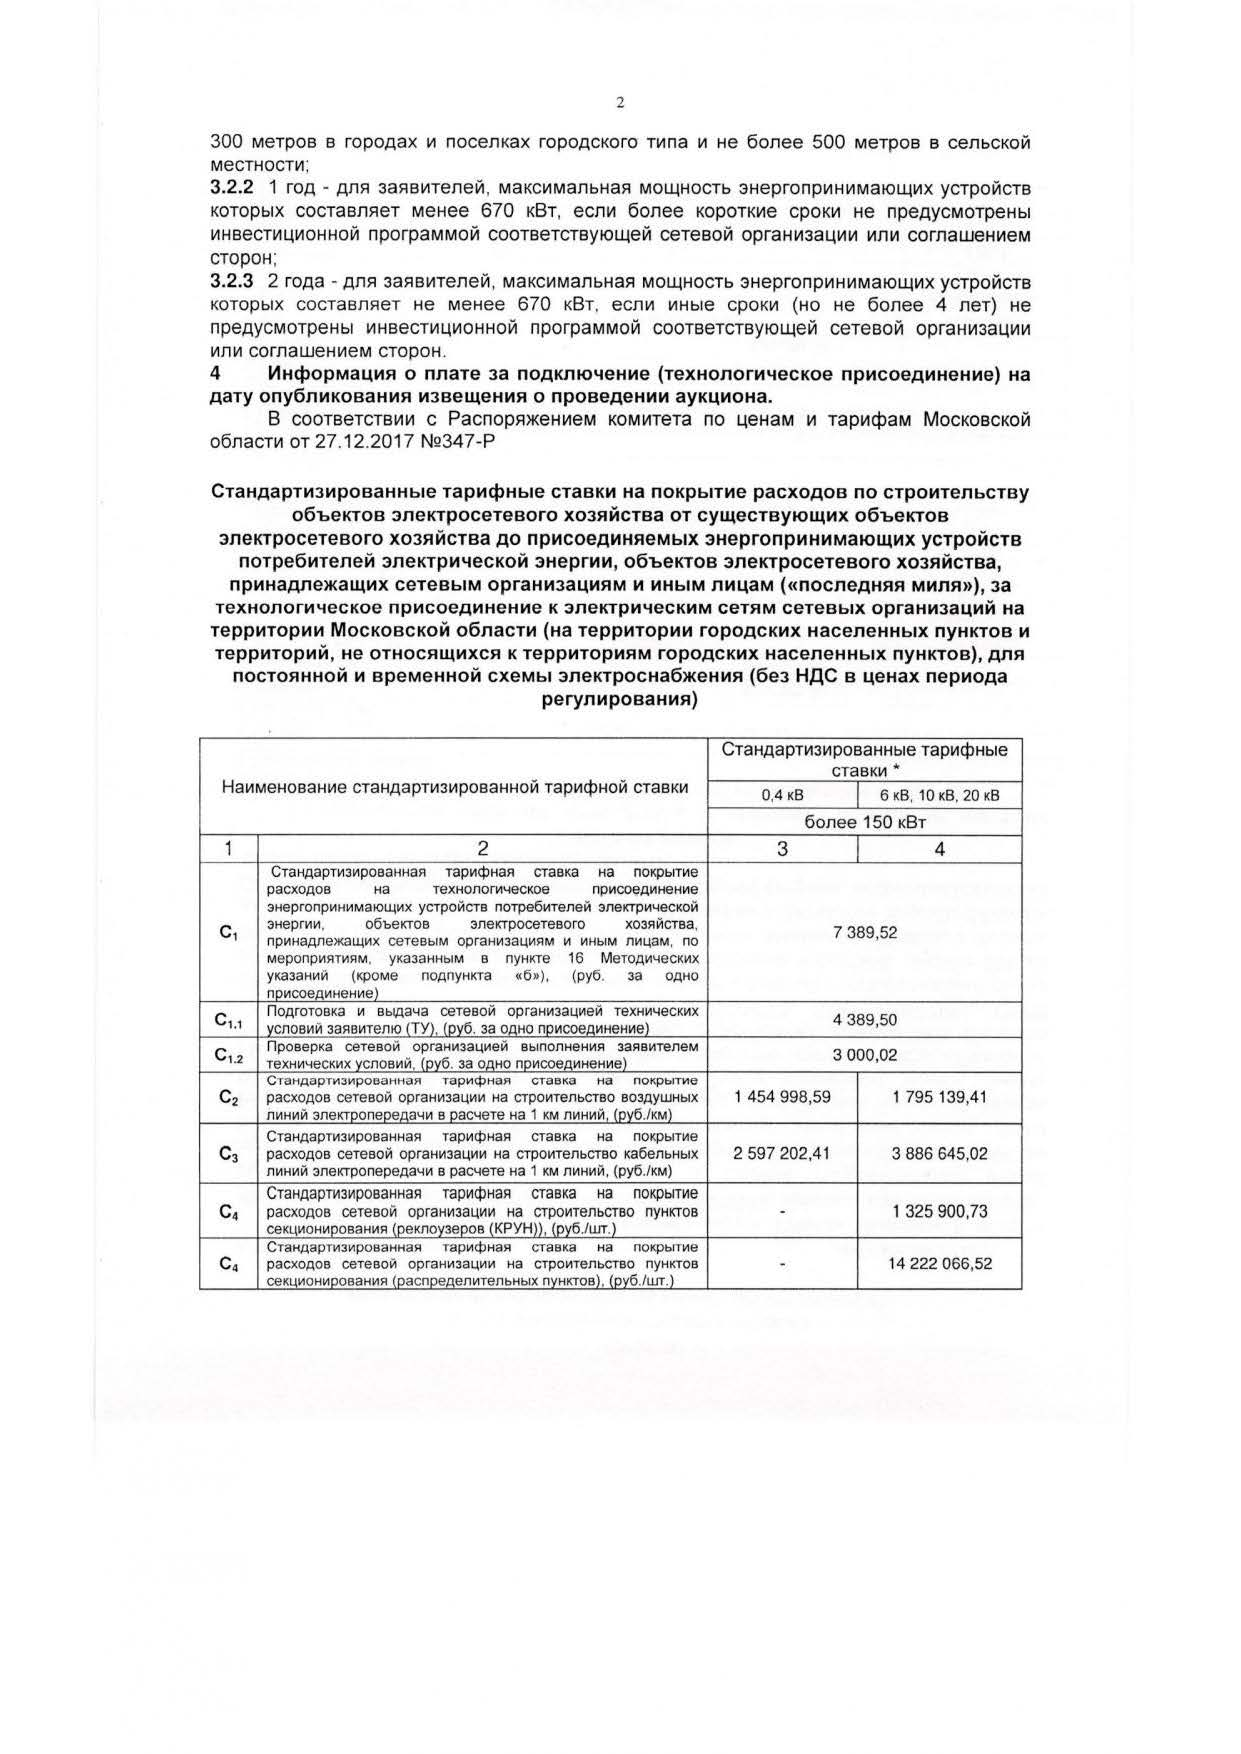 2
300 метров в городах и поселках городского типа и не более 500 метров в сельской
местности;
3.2.2 1 год - для заявителей, максимальная мощность энергопринимающих устройств
которых составляет менее 670 кВт, если более короткие сроки не предусмотрены
инвестиционной программой соответствующей сетевой организации или соглашением
сторон;
3.2.3 2 года - для заявителей, максимальная мощность энергопринимающих устройств
которых составляет не менее 670 кВт, если иные сроки (но не более 4 лет) не
предусмотрены инвестиционной программой соответствующей сетевой организации
или соглашением сторон.
4 Информация о плате за подключение (технологическое присоединение) на
дату опубликования извещения о проведении аукциона.
В соответствии с Распоряжением комитета по ценам и тарифам Московской
области от 27.12.2017 №347-Р
Стандартизированные тарифные ставки на покрытие расходов по строительству
объектов электросетевого хозяйства от существующих объектов
электросетевого хозяйства до присоединяемых энергопринимающих устройств
потребителей электрической энергии, объектов электросетевого хозяйства,
принадлежащих сетевым организациям и иным лицам («последняя миля»), за
технологическое присоединение к электрическим сетям сетевых организаций на
территории Московской области (на территории городских населенных пунктов и
территорий, не относящихся к территориям городских населенных пунктов), для
постоянной и временной схемы электроснабжения (без НДС в ценах периода
регулирования)
Наименование стандартизированной тарифной ставки
Стандартизированные тарифные
ставки *
0,4 кВ 6 кВ, 10 кВ, 20 кВ
более 150 кВт
1 2 3 4
С1
Стандартизированная тарифная ставка на покрытие
расходов на технологическое присоединение
энергопринимающих устройств потребителей электрической
энергии, объектов электросетевого хозяйства,
принадлежащих сетевым организациям и иным лицам, по
мероприятиям, указанным в пункте 16 Методических
указаний (кроме подпункта «б»), (руб. за одно
присоединение)
7 389,52
С1.1
Подготовка и выдача сетевой организацией технических
условий заявителю (ТУ), (руб. за одно присоединение)
4 389,50
С1.2
Проверка сетевой организацией выполнения заявителем
технических условий, (руб. за одно присоединение)
3 000,02
С2
Стандартизированная тарифная ставка на покрытие
расходов сетевой организации на строительство воздушных
линий электропередачи в расчете на 1 км линий, (руб./км)
1 454 998,59 1 795 139,41
С3
Стандартизированная тарифная ставка на покрытие
расходов сетевой организации на строительство кабельных
линий электропередачи в расчете на 1 км линий, (руб./км)
2 597 202,41 3 886 645,02
С4
Стандартизированная тарифная ставка на покрытие
расходов сетевой организации на строительство пунктов
секционирования (реклоузеров (КРУН)), (руб./шт.)
- 1 325 900,73
С4
Стандартизированная тарифная ставка на покрытие
расходов сетевой организации на строительство пунктов
секционирования (распределительных пунктов), (руб./шт.)
- 14 222 066,52